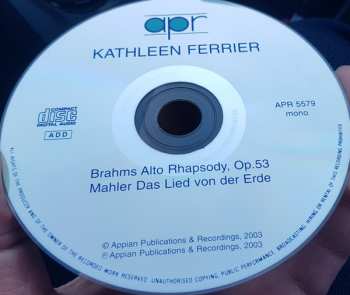 apr
KATHLEEN FERRIER
COMPACT
disc
DIGITAL AUDIO
ADD
APR 5579
mono
Brahms Alto Rhapsody, Op.53
Mahler Das Lied von der Erde
© Appian Publications & Recordings, 2003
℗ Appian Publications & Recordings, 2003
ALL RIGHTS OF THE PRODUCER AND OF THE OWNER OF THE RECORDED WORK RESERVED. UNAUTHORISED COPYING, PUBLIC PERFORMANCE, BROADCASTING, HIRING OR RENTAL OF THIS RECORDING PROHIBITED